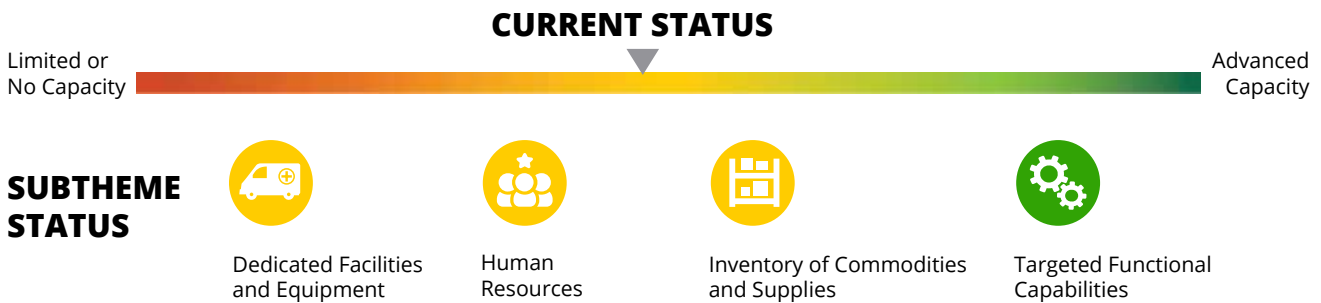 CURRENT STATUS
Limited or
No Capacity
Advanced
Capacity
SUBTHEME
STATUS
Dedicated Facilities
and Equipment
Human
Resources
Inventory of Commodities
and Supplies
Targeted Functional
Capabilities